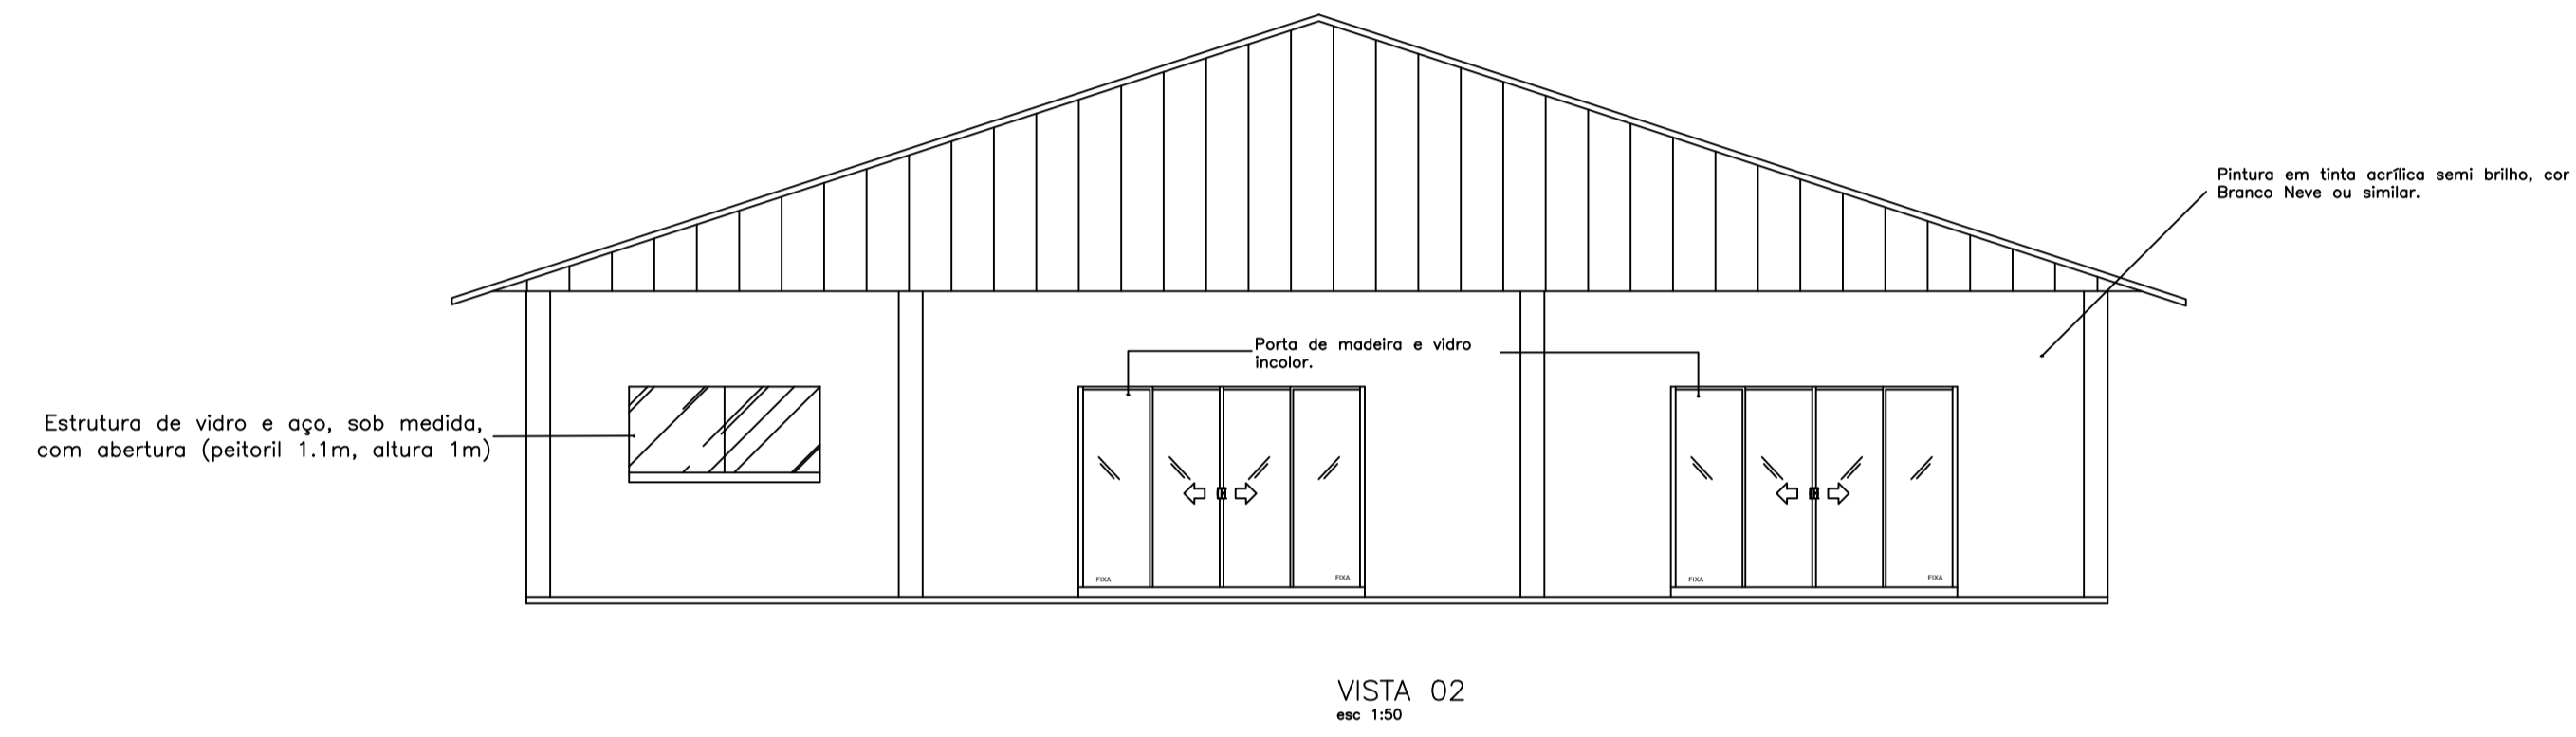 Pintura em tinta acrílica semi brilho, cor
Branco Neve ou similar.
Porta de madeira e vidro
incolor.
Estrutura de vidro e aço, sob medida,
com abertura (peitoril 1.1m, altura 1m)
FIXA
FIXA
FIXA
FIXA
VISTA 02
esc 1:50